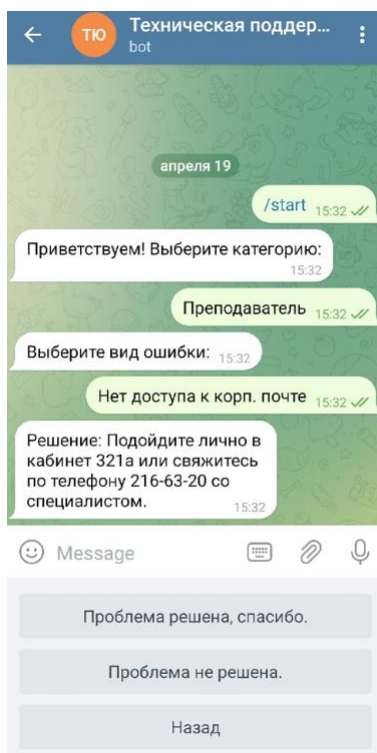 ТЮ
Техническая поддер...
bot
апреля 19
/start 15:32
Приветствуем! Выберите категорию:
15:32
Преподаватель 15:32
Выберите вид ошибки: 15:32
Нет доступа к корп. почте 15:32
Решение: Подойдите лично в
кабинет 321а или свяжитесь
по телефону 216-63-20 со
специалистом. 15:32
Message
Проблема решена, спасибо.
Проблема не решена.
Назад